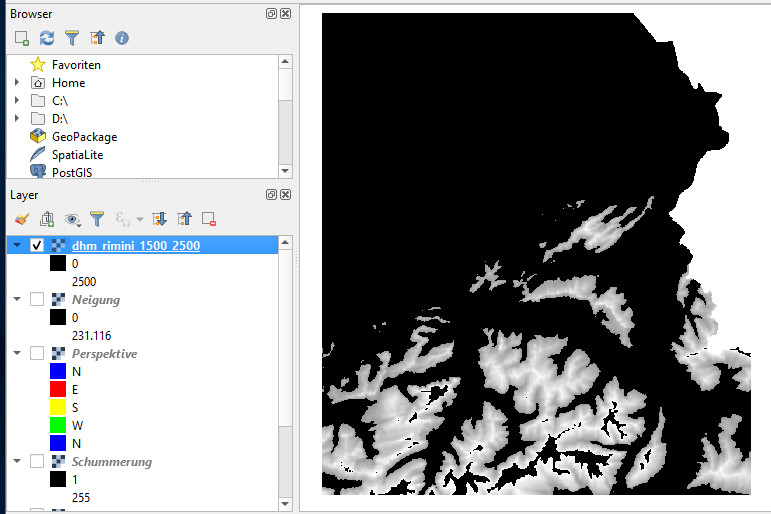 Browser
Favoriten
Home
C:\
D:\
GeoPackage
SpatiaLite
PostGIS
Layer
dhm_rimini_1500_2500
0
2500
Neigung
0
231.116
Perspektive
N
E
S
W
N
Schummerung
1
255